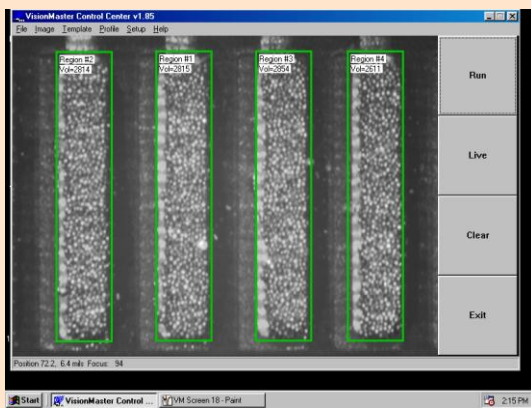 VisionMaster Control Center v1.85
File Image Template Profile Setup Help
Region #2
Vol=2814
Region #1
Vol=2815
Region #3
Vol=2854
Region #4
Vol=2611
Run
Live
Clear
Exit
Position 72.2, 6.4 mils Focus: 94
Start
VisionMaster Control ...
VM Screen 18 - Paint
2:15 PM